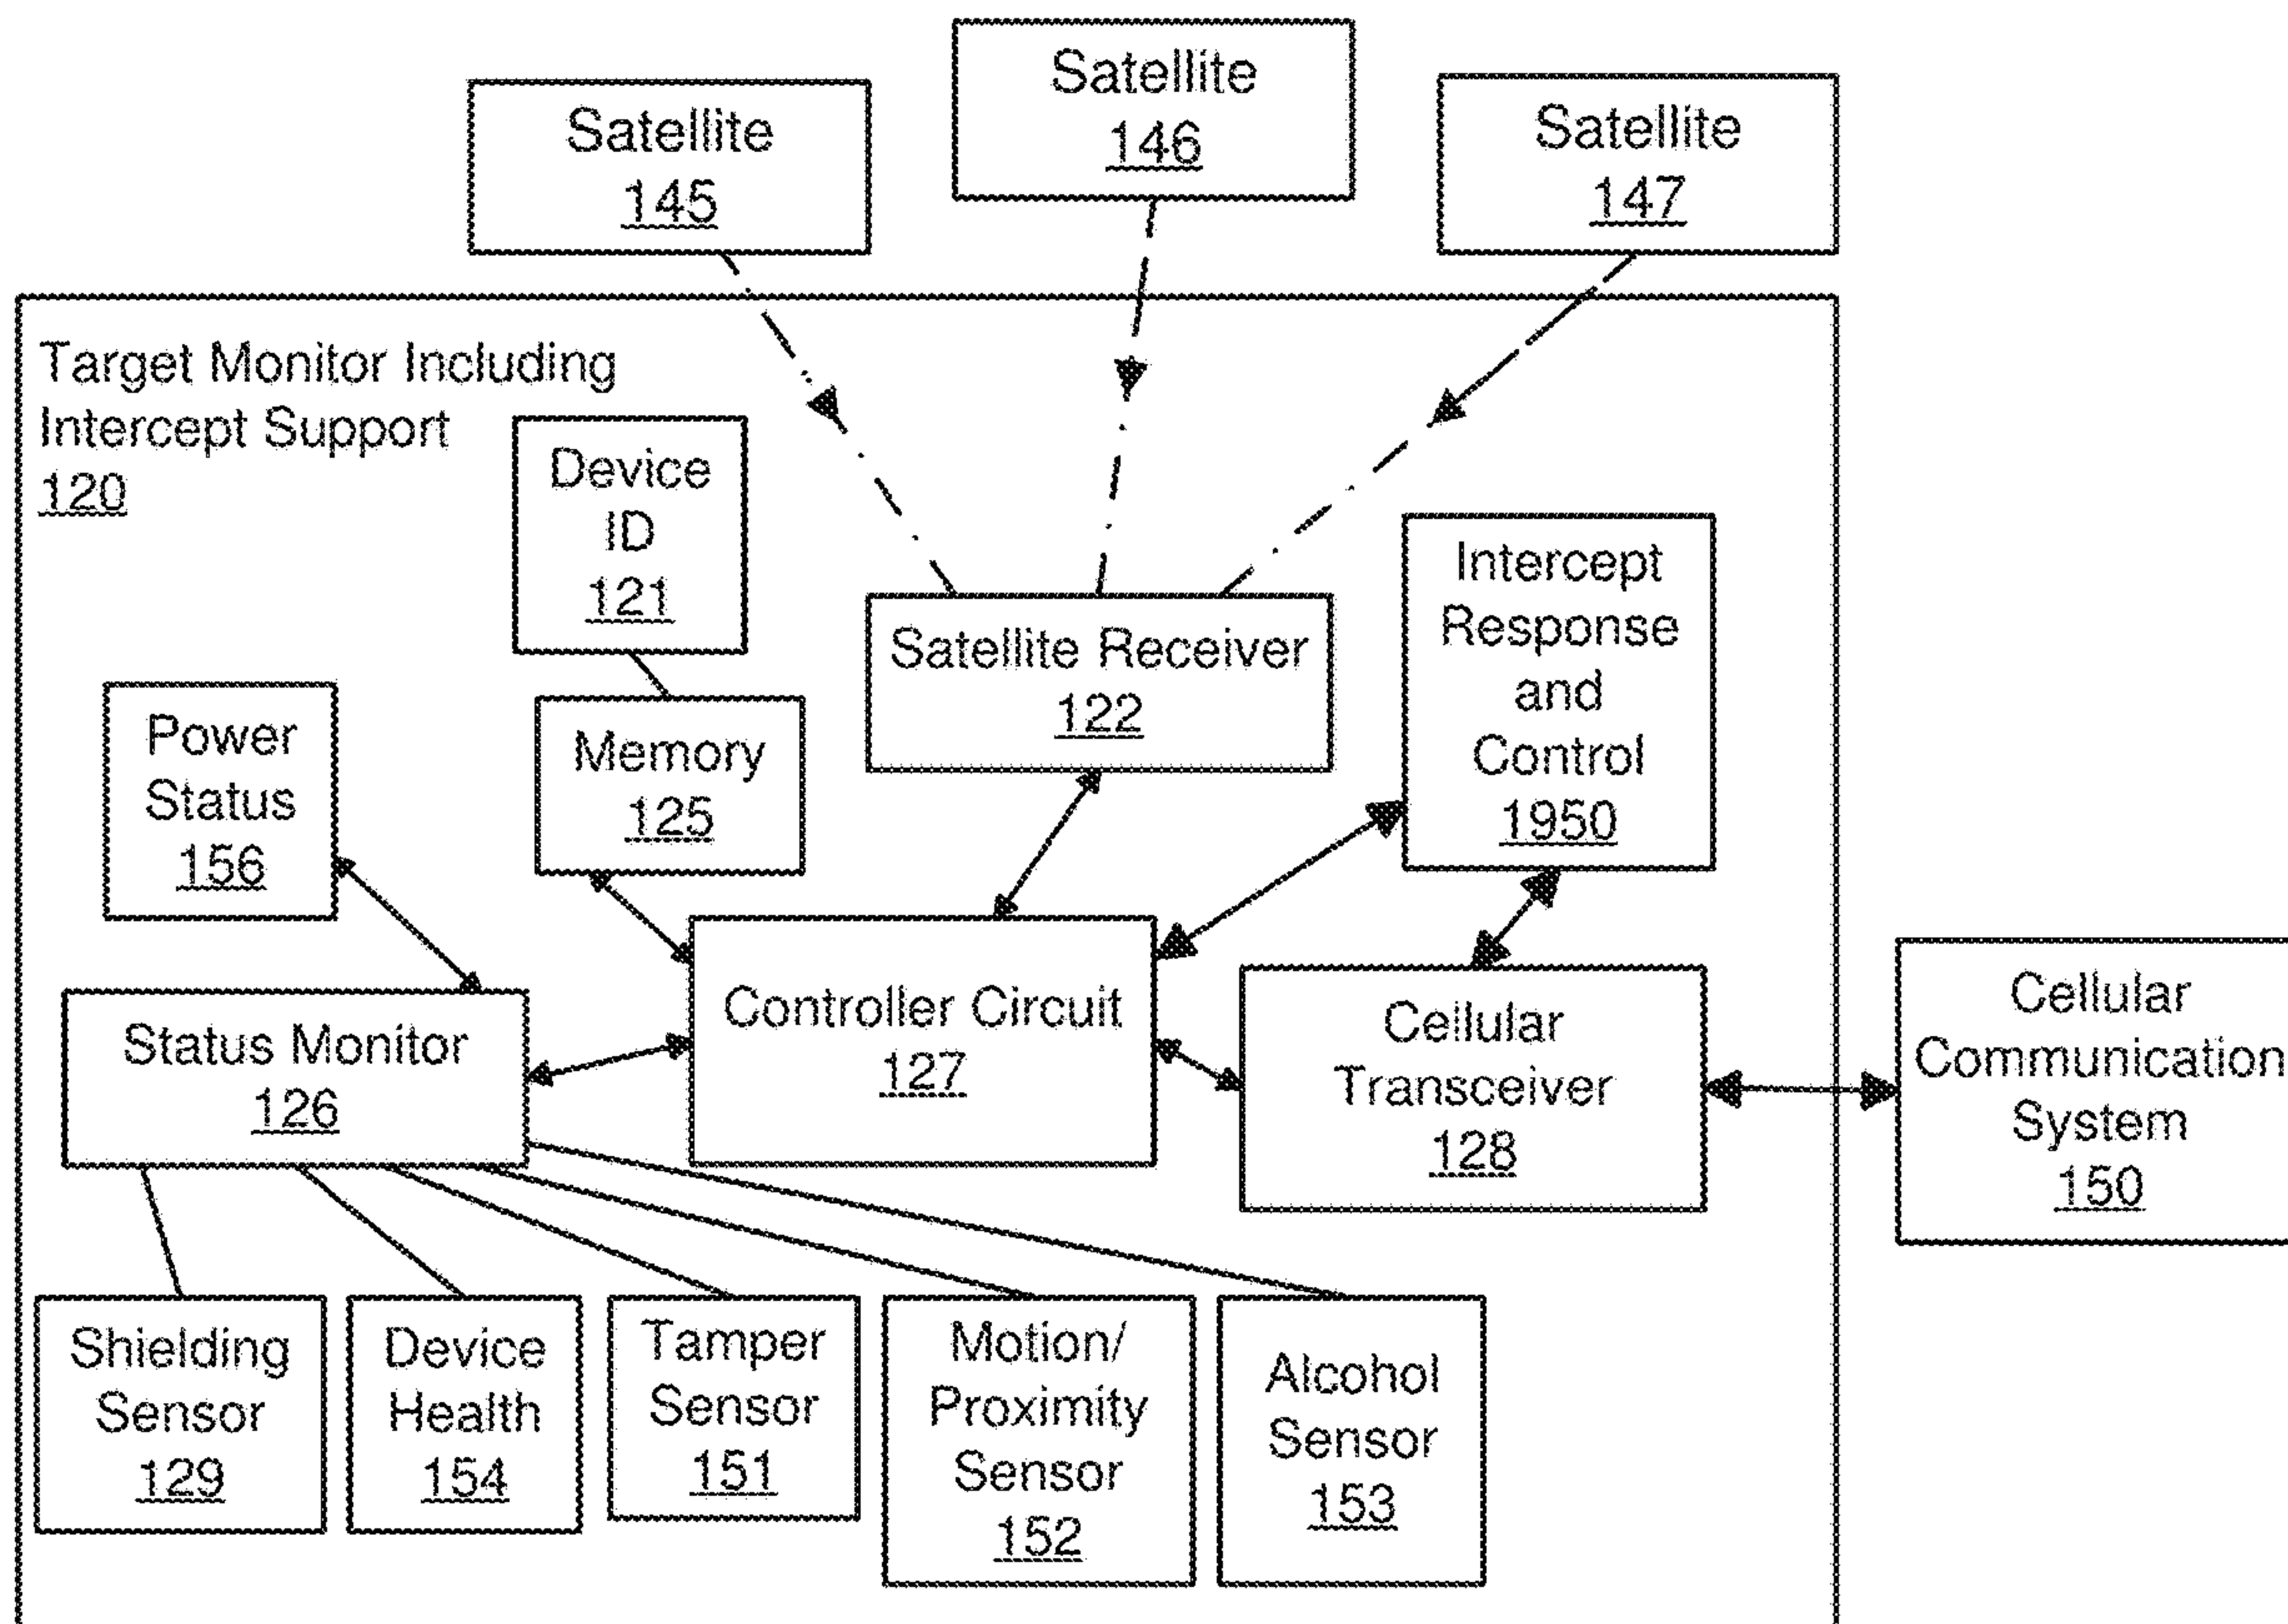 Satellite
145
Satellite
146
Satellite
147
Target Monitor Including
Intercept Support
120
Device
ID
121
Satellite Receiver
122
Intercept
Response
and
Control
1950
Power
Status
156
Memory
125
Status Monitor
126
Controller Circuit
127
Cellular
Transceiver
128
Cellular
Communication
System
150
Shielding
Sensor
129
Device
Health
154
Tamper
Sensor
151
Motion/
Proximity
Sensor
152
Alcohol
Sensor
153